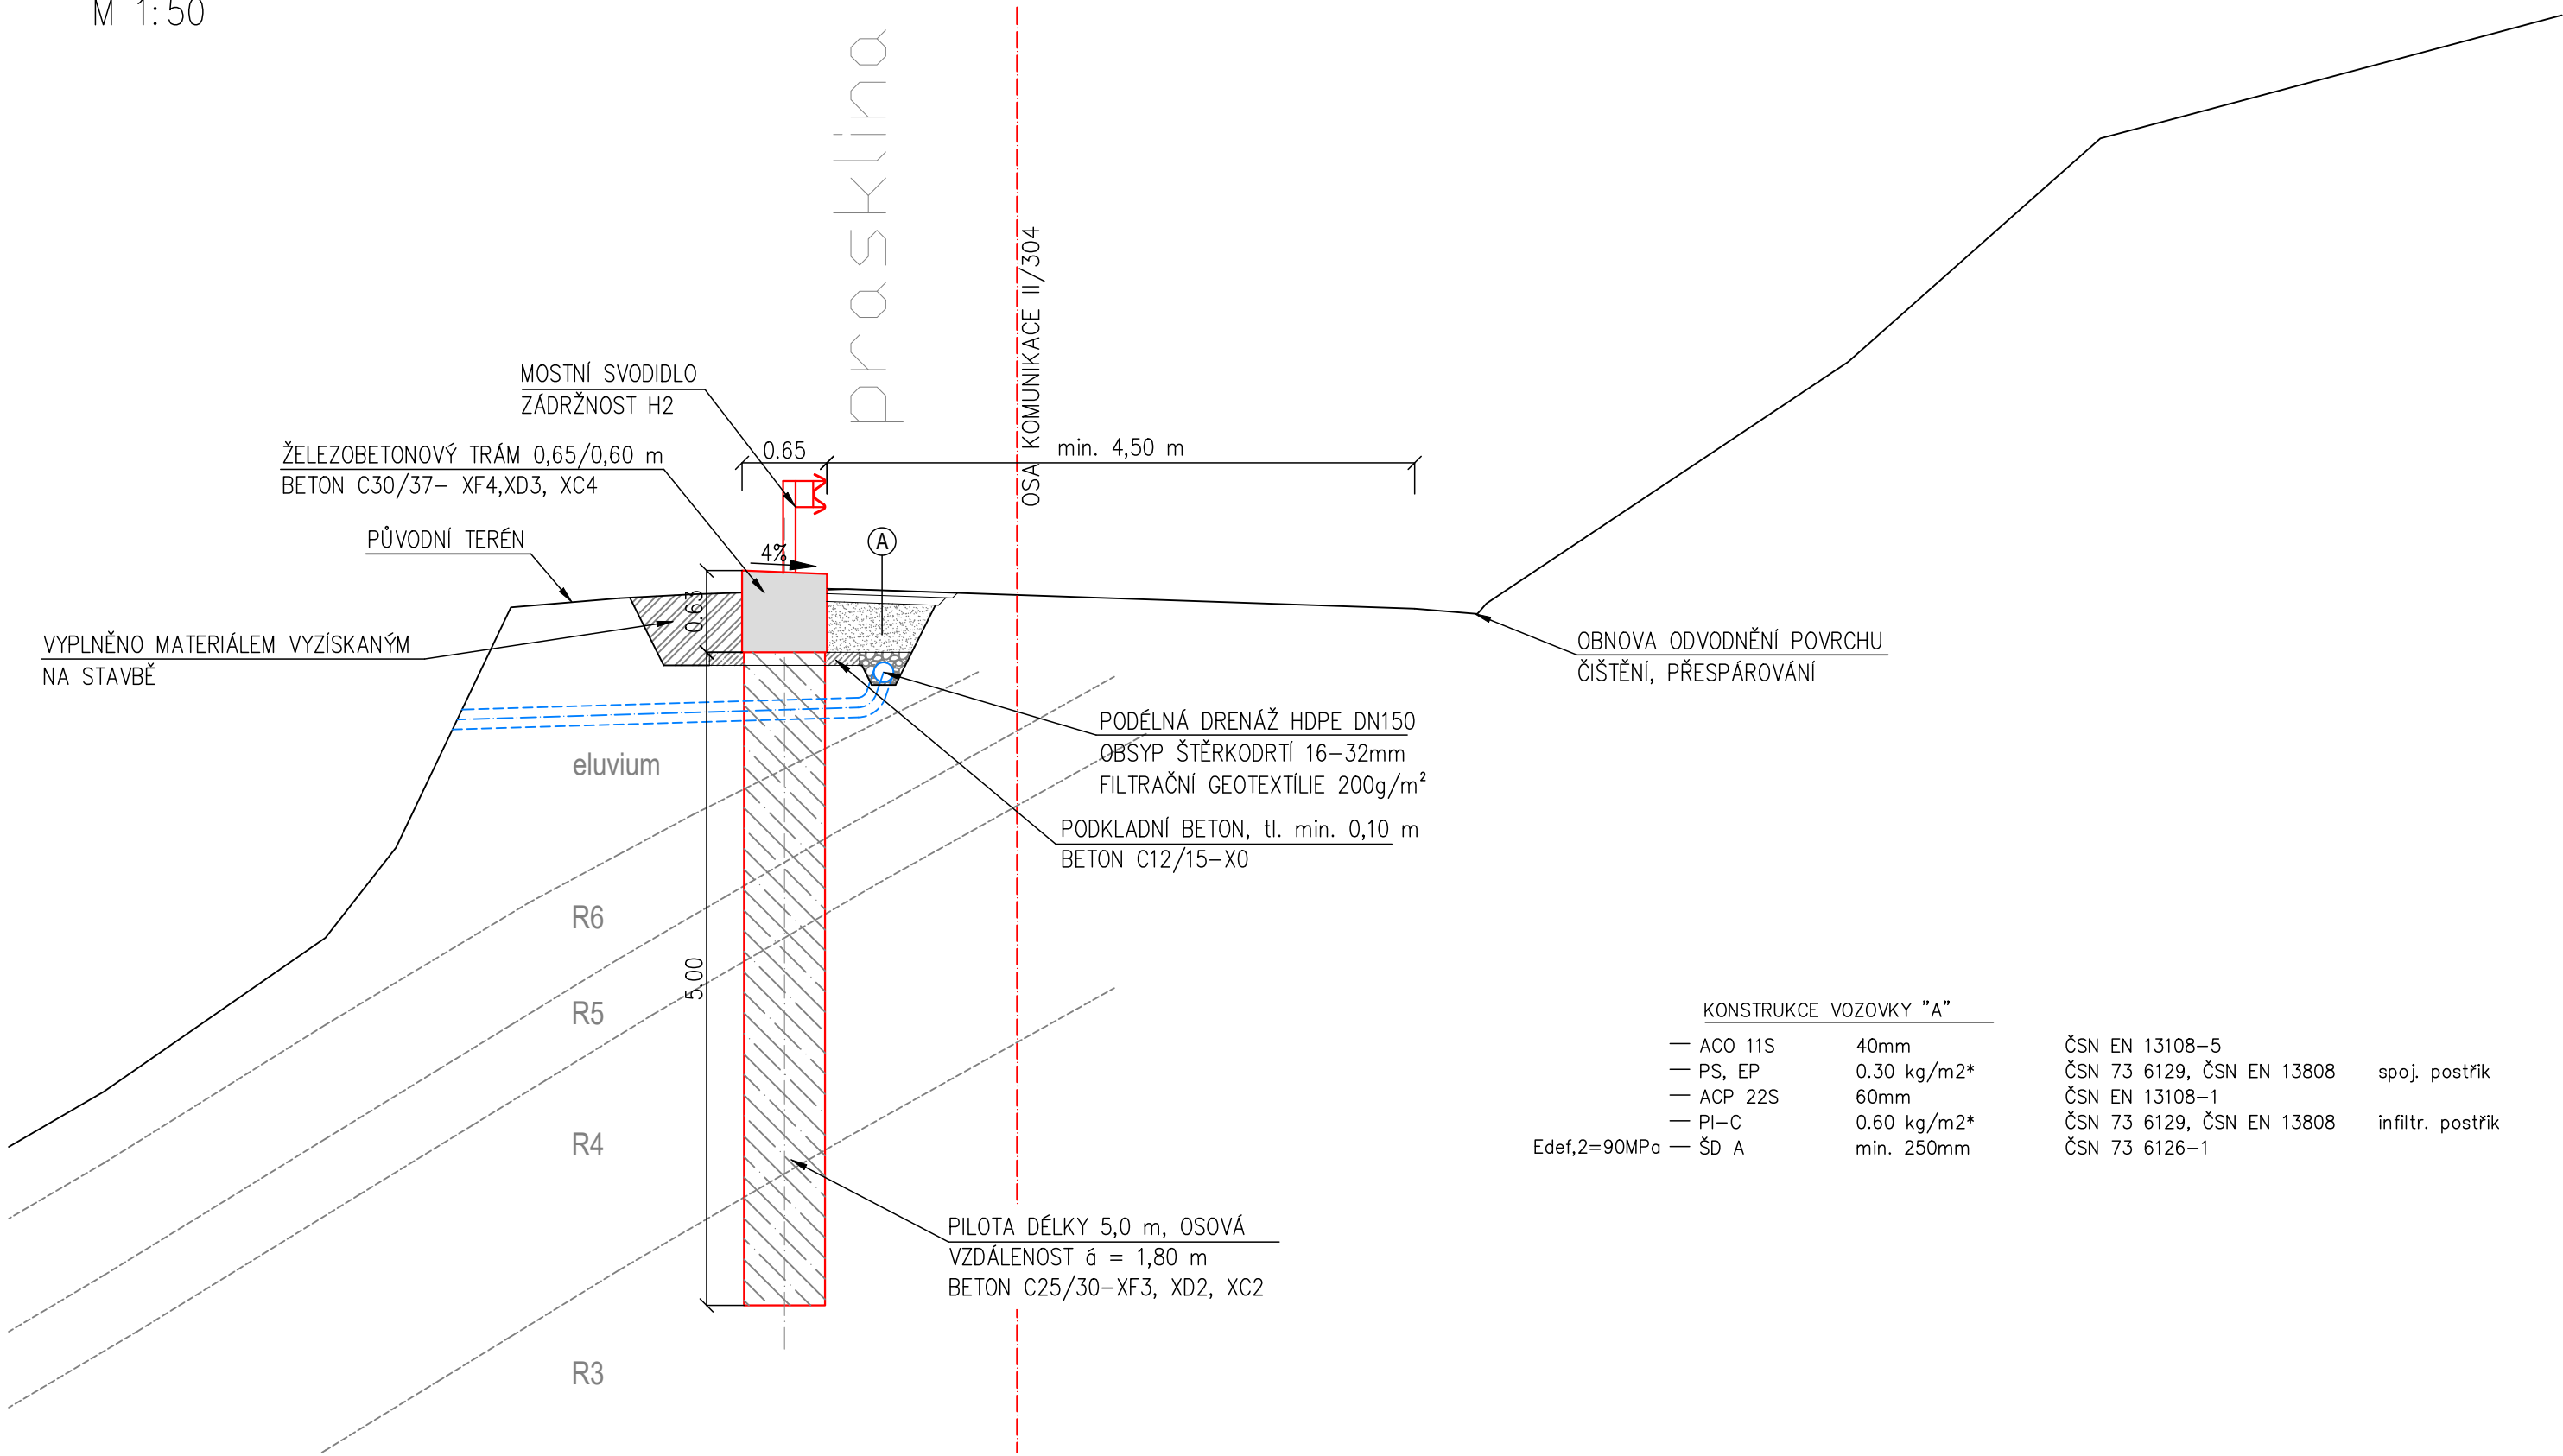 M 1:50
prasklina
OSA KOMUNIKACE II/304
MOSTNÍ SVODIDLO
ZÁDRŽNOST H2
0.65
min. 4,50 m
ŽELEZOBETONOVÝ TRÁM 0,65/0,60 m
BETON C30/37- XF4,XD3, XC4
PŮVODNÍ TERÉN
4%
A
0.63
VYPLNĚNO MATERIÁLEM VYZÍSKANÝM
NA STAVBĚ
OBNOVA ODVODNĚNÍ POVRCHU
ČIŠTĚNÍ, PŘESPÁROVÁNÍ
PODÉLNÁ DRENÁŽ HDPE DN150
OBSYP ŠTĚRKODRTÍ 16-32mm
FILTRAČNÍ GEOTEXTÍLIE 200g/m²
eluvium
PODKLADNÍ BETON, tl. min. 0,10 m
BETON C12/15-X0
R6
5.00
R5
R4
R3
PILOTA DÉLKY 5,0 m, OSOVÁ
VZDÁLENOST á = 1,80 m
BETON C25/30-XF3, XD2, XC2
KONSTRUKCE VOZOVKY "A"
ACO 11S 40mm ČSN EN 13108-5
PS, EP 0.30 kg/m2* ČSN 73 6129, ČSN EN 13808 spoj. postřik
ACP 22S 60mm ČSN EN 13108-1
PI-C 0.60 kg/m2* ČSN 73 6129, ČSN EN 13808 infiltr. postřik
Edef,2=90MPa ŠD A min. 250mm ČSN 73 6126-1